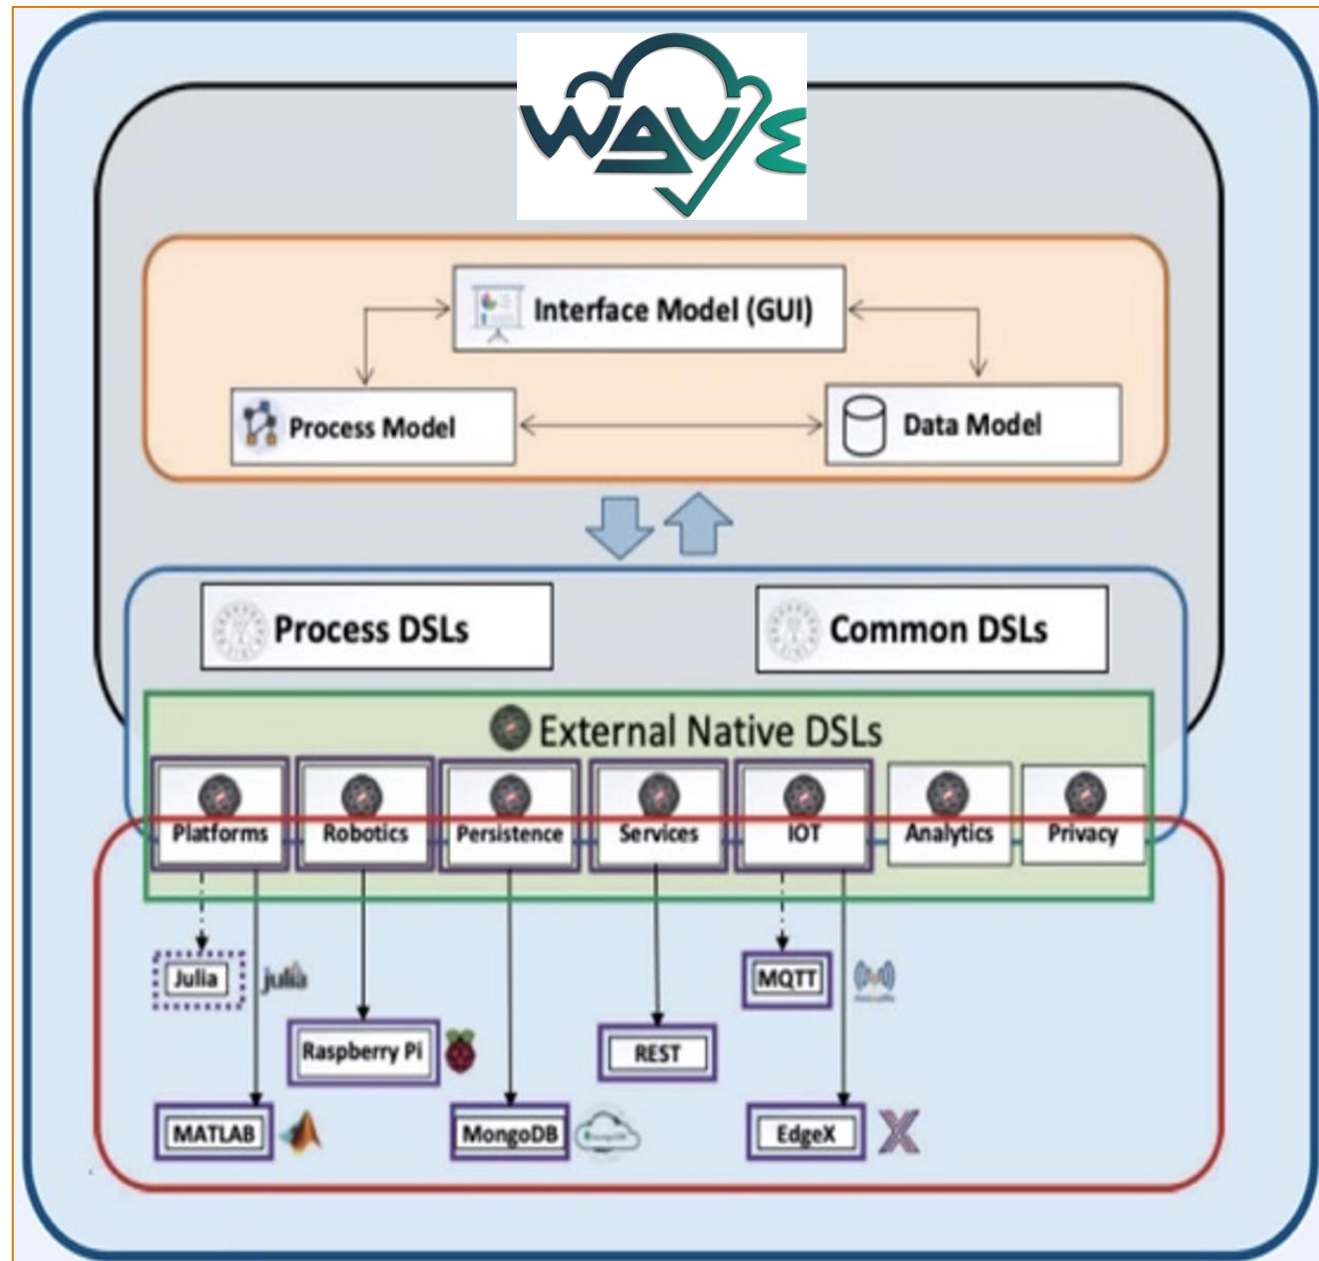 WAVE
Interface Model (GUI)
Process Model
Data Model
Process DSLs
Common DSLs
External Native DSLs
Platforms
Robotics
Persistence
Services
IOT
Analytics
Privacy
Julia
julia
MQTT
Raspberry Pi
REST
MATLAB
MongoDB
EdgeX